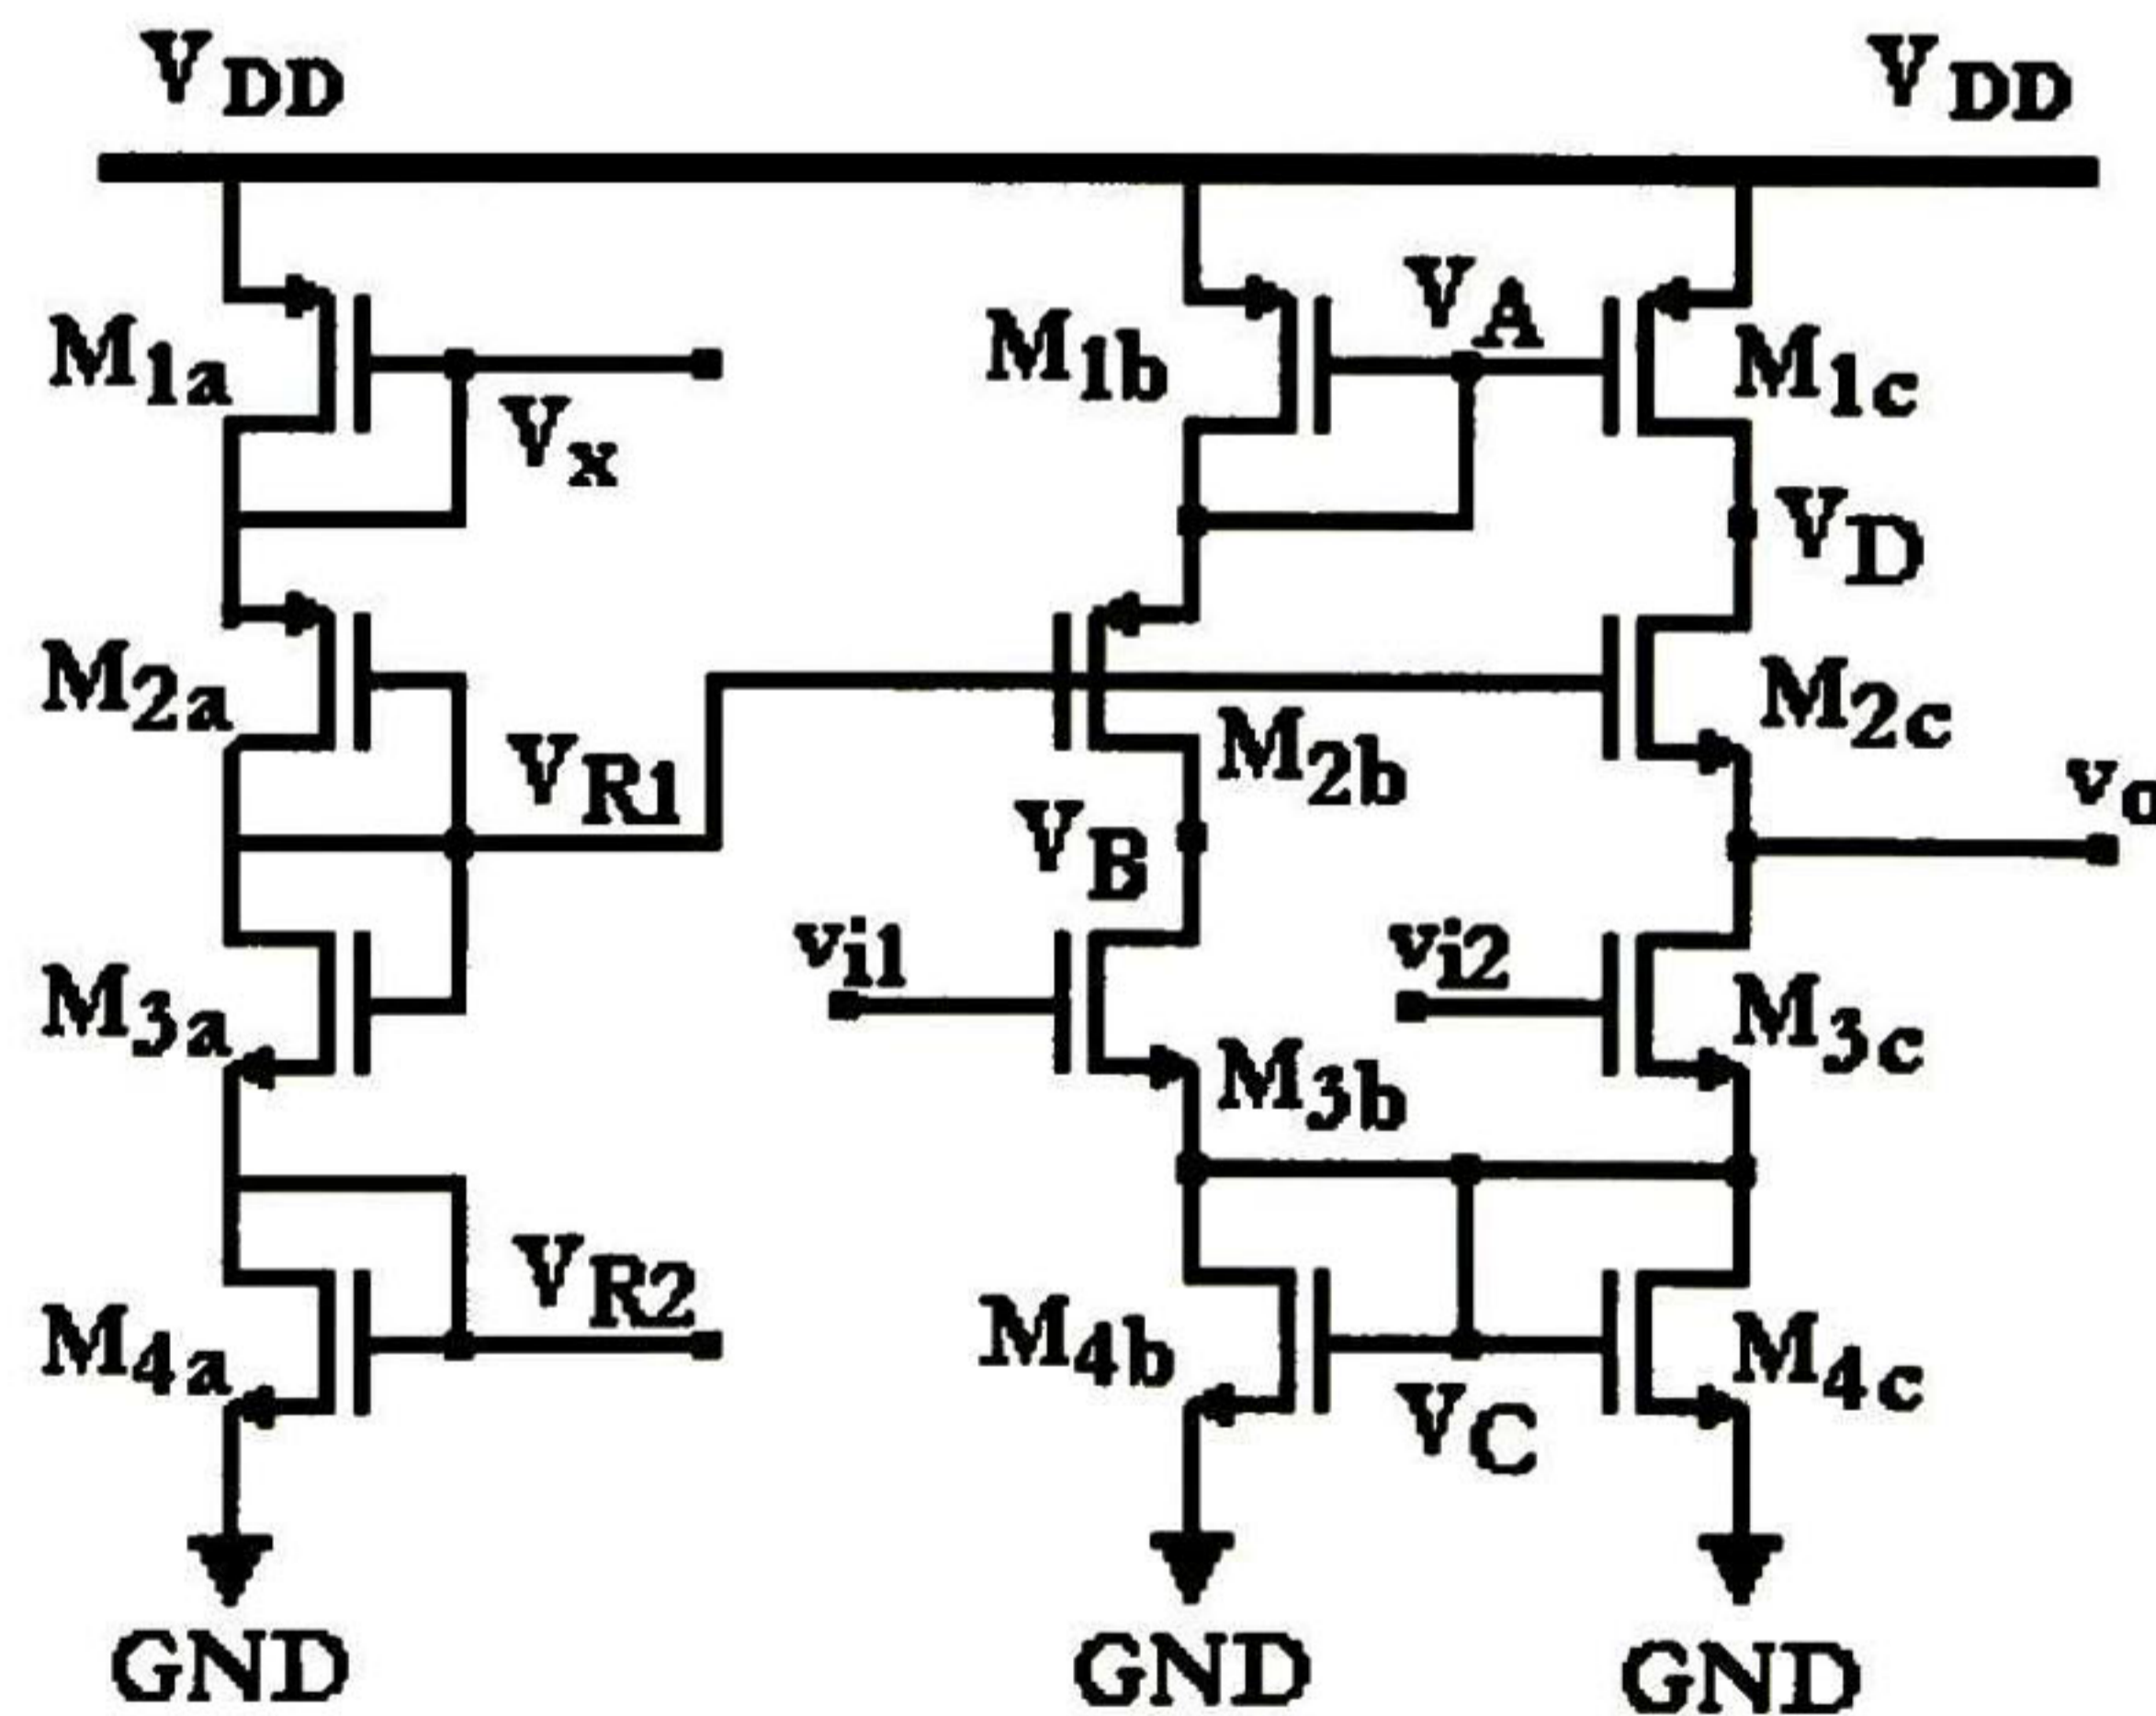 VDD
VDD
M1a
Vx
M1b
VA
M1c
VD
M2a
VR1
M2b
M2c
VB
vi1
vi2
M3a
M3b
M3c
VR2
M4a
M4b
VC
M4c
GND
GND
GND